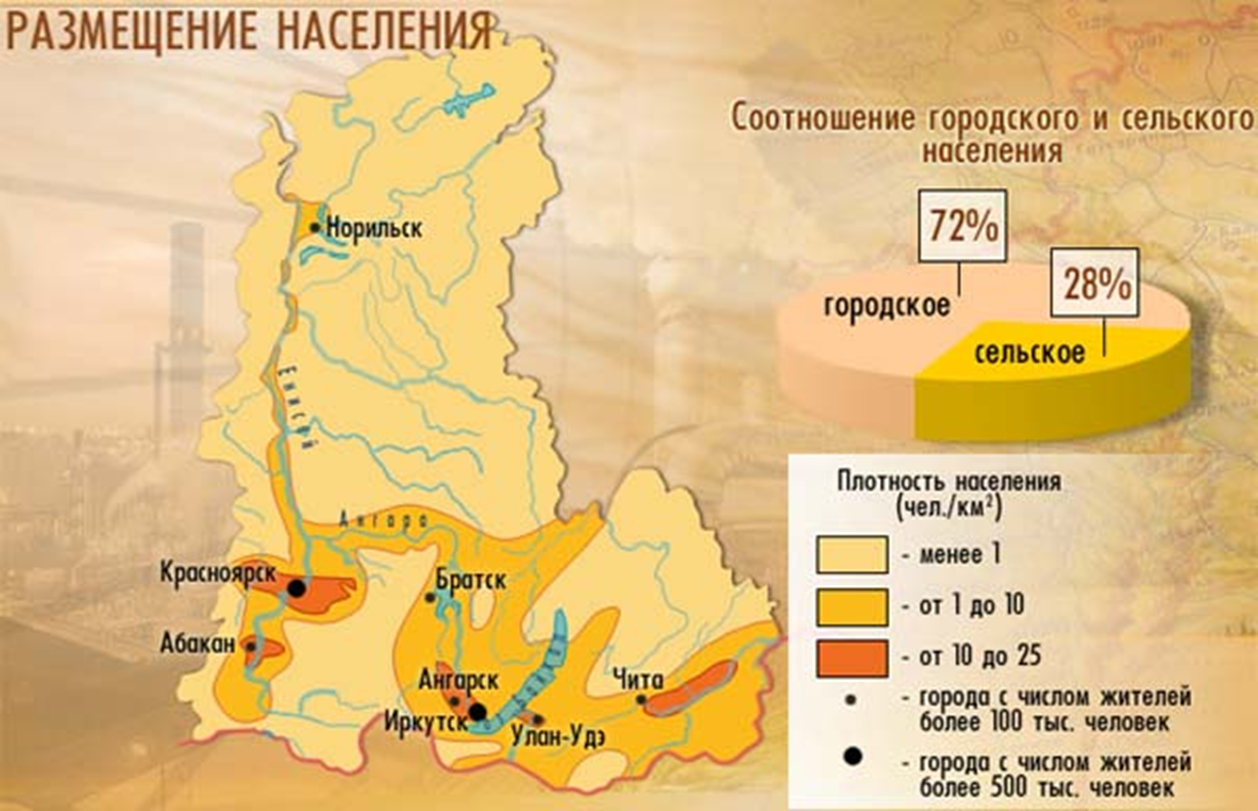 РАЗМЕЩЕНИЕ НАСЕЛЕНИЯ
Соотношение городского и сельского
населения
72%
28%
городское
сельское
Норильск
Енисей
Ангара
Красноярск
Братск
Абакан
Ангарск
Чита
Иркутск
Улан-Удэ
Плотность населения
(чел./км²)
- менее 1
- от 1 до 10
- от 10 до 25
- города с числом жителей
более 100 тыс. человек
- города с числом жителей
более 500 тыс. человек